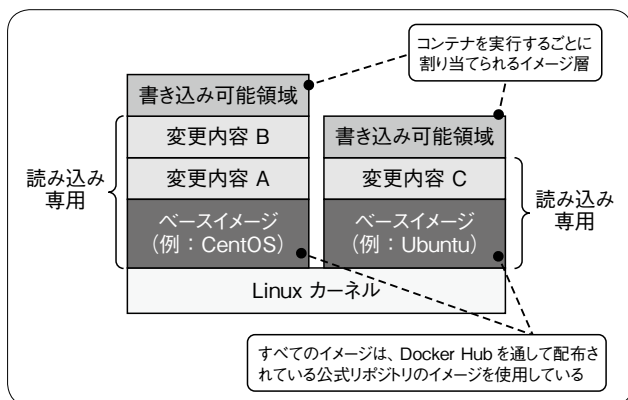 コンテナを実行するごとに
割り当てられるイメージ層
書き込み可能領域
変更内容 B
変更内容 A
ベースイメージ
（例：CentOS）
読み込み
専用
書き込み可能領域
変更内容 C
ベースイメージ
（例：Ubuntu）
読み込み
専用
Linux カーネル
すべてのイメージは、Docker Hub を通して配布さ
れている公式リポジトリのイメージを使用している